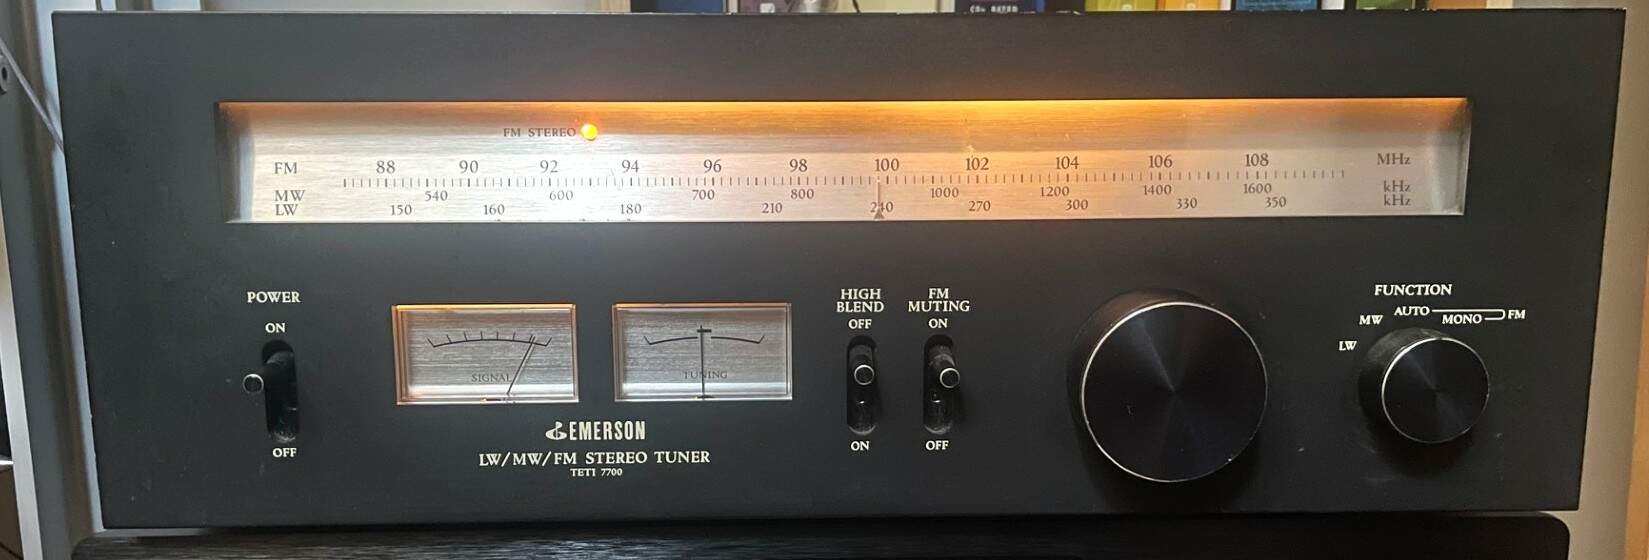 CO₂ RATED
FM STEREO
FM 88 90 92 94 96 98 100 102 104 106 108 MHz
MW 540 600 700 800 1000 1200 1400 1600 kHz
LW 150 160 180 210 240 270 300 330 350 kHz
POWER
ON
OFF
SIGNAL
TUNING
EMERSON
LW/MW/FM STEREO TUNER
TETI 7700
HIGH
BLEND
OFF
ON
FM
MUTING
ON
OFF
FUNCTION
LW
MW
AUTO
MONO
FM